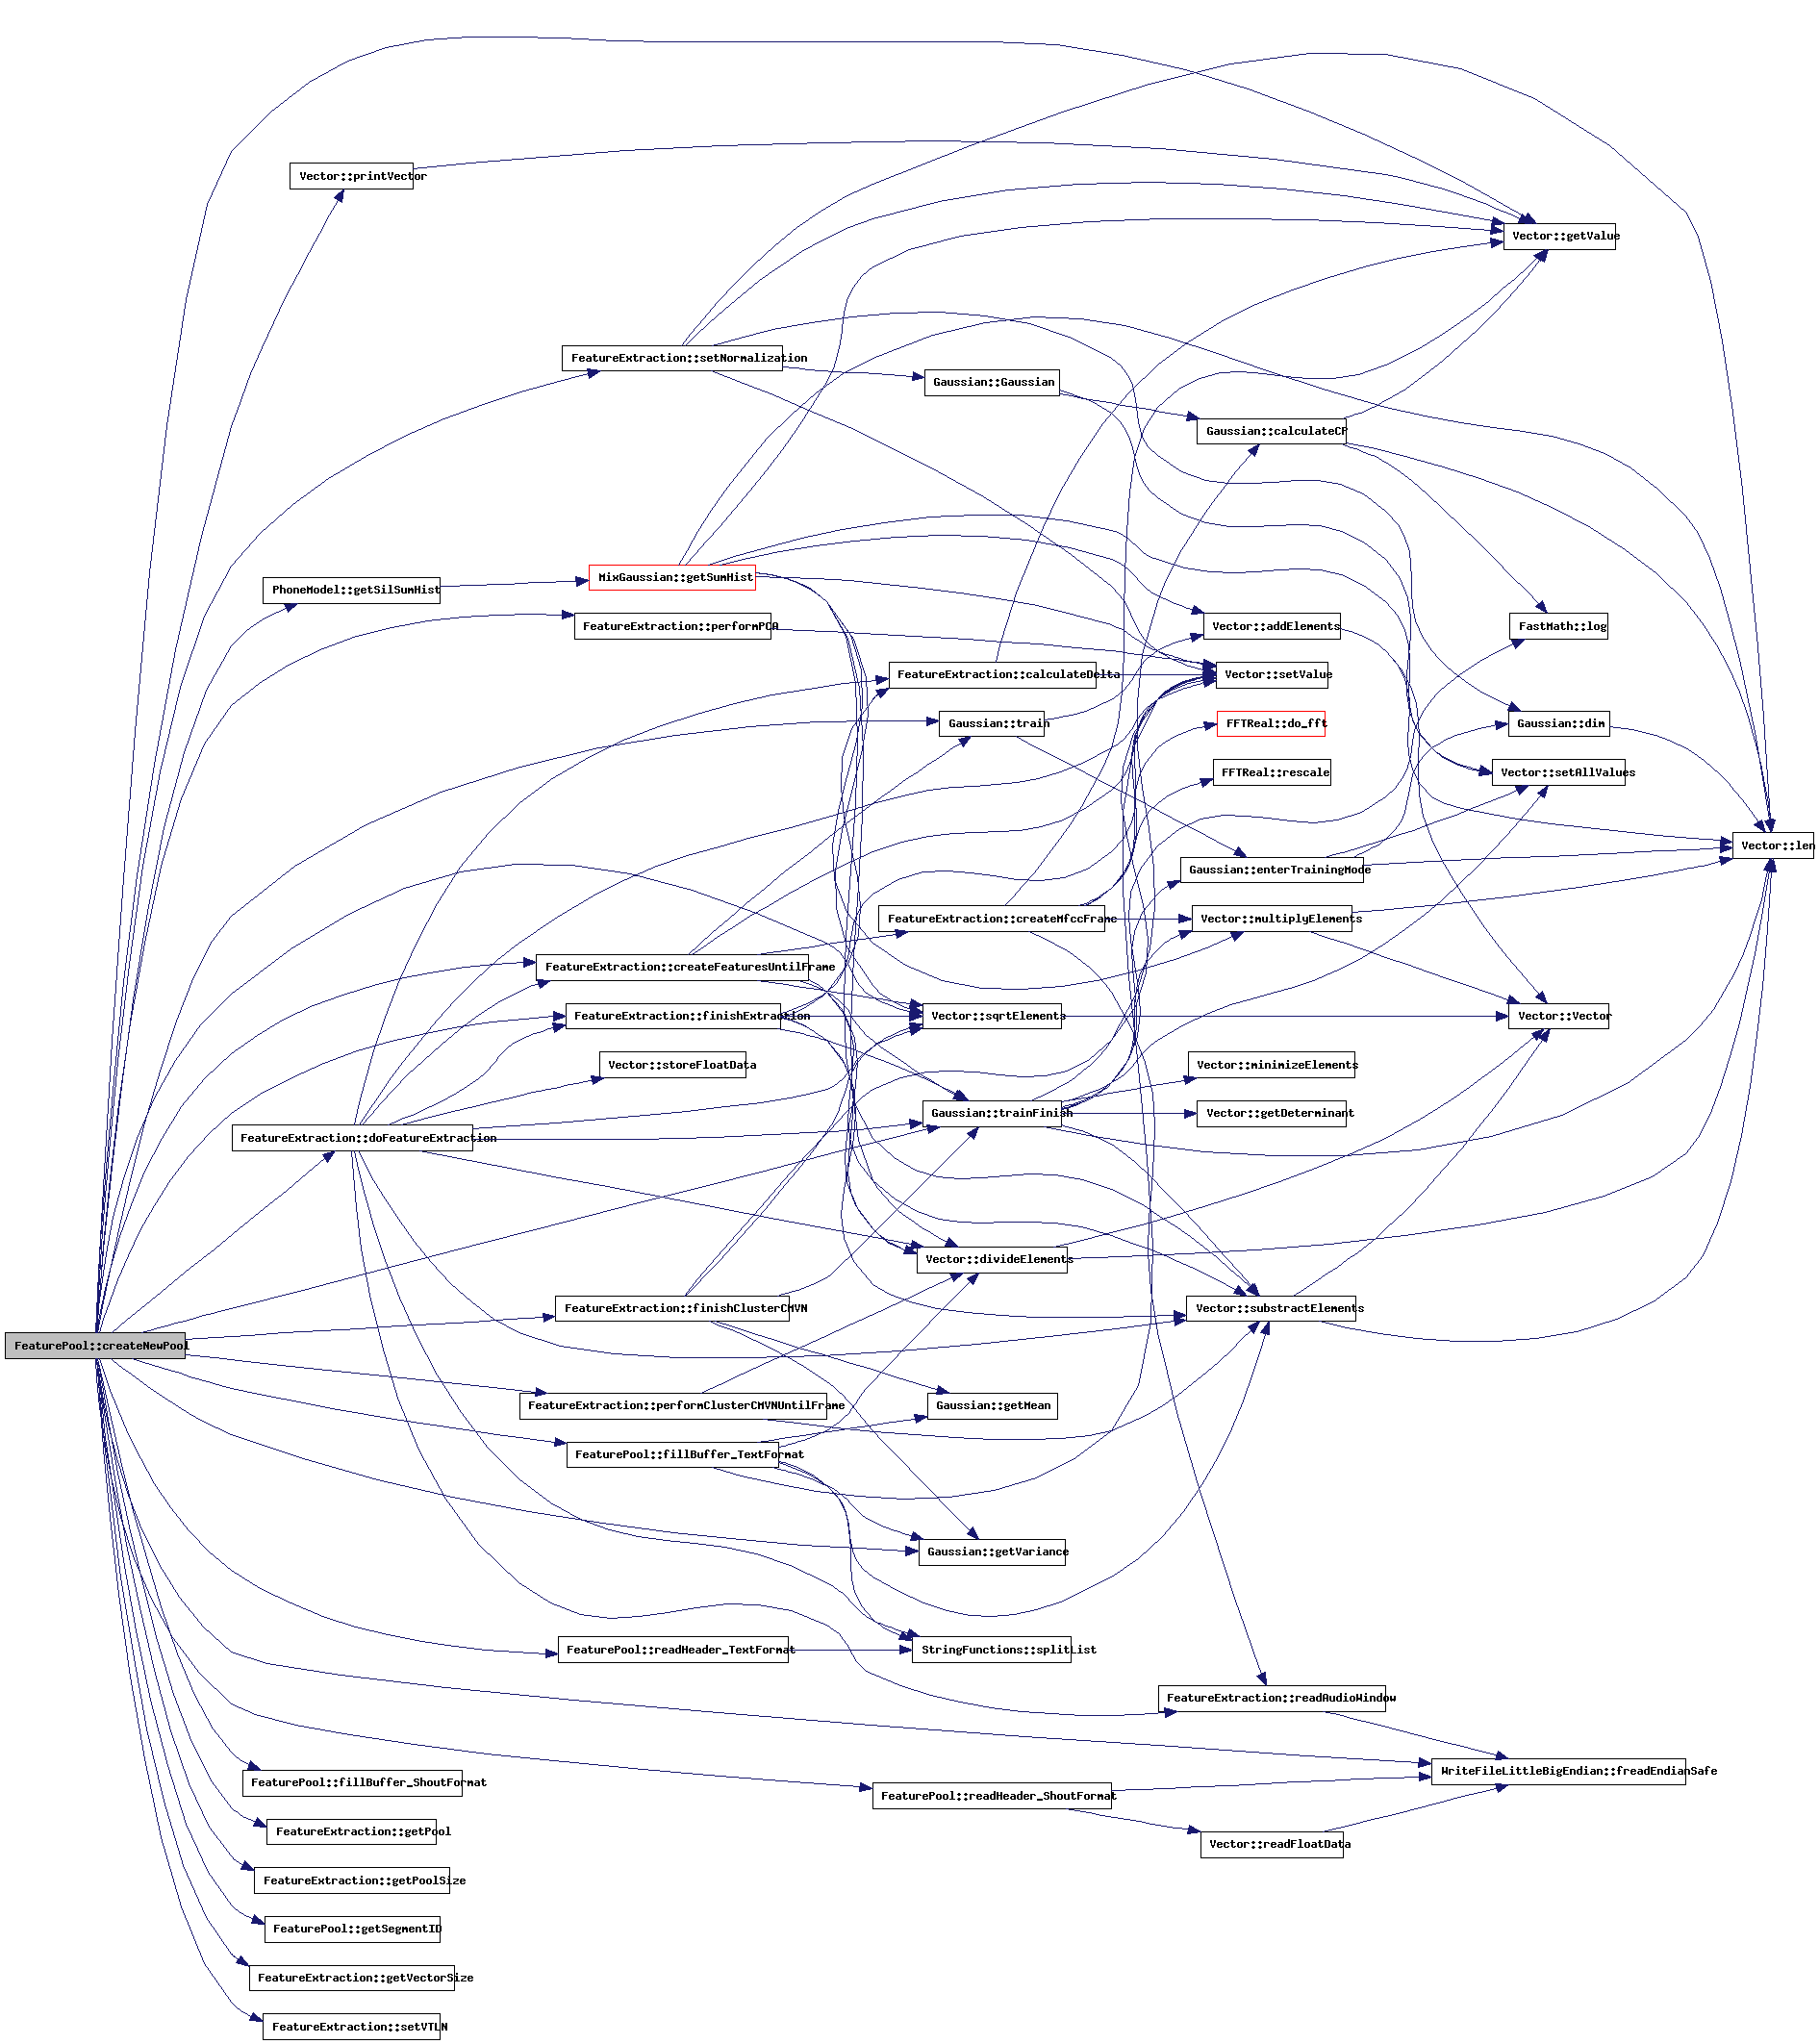 Vector::printVector
Vector::getValue
FeatureExtraction::setNormalization
Gaussian::Gaussian
Gaussian::calculateCP
MixGaussian::getSumHist
PhoneModel::getSilSumHist
FeatureExtraction::performPCA
Vector::addElements
FastMath::log
FeatureExtraction::calculateDelta
Vector::setValue
Gaussian::train
FFTReal::do_fft
Gaussian::dim
FFTReal::rescale
Vector::setAllValues
Vector::len
Gaussian::enterTrainingMode
FeatureExtraction::createMfccFrame
Vector::multiplyElements
FeatureExtraction::createFeaturesUntilFrame
FeatureExtraction::finishExtraction
Vector::sqrtElements
Vector::Vector
Vector::storeFloatData
Vector::minimizeElements
Gaussian::trainFinish
Vector::getDeterminant
FeatureExtraction::doFeatureExtraction
Vector::divideElements
FeatureExtraction::finishClusterCMVN
Vector::substractElements
FeaturePool::createNewPool
FeatureExtraction::performClusterCMVNUntilFrame
Gaussian::getMean
FeaturePool::fillBuffer_TextFormat
Gaussian::getVariance
FeaturePool::readHeader_TextFormat
StringFunctions::splitList
FeatureExtraction::readAudioWindow
WriteFileLittleBigEndian::freadEndianSafe
FeaturePool::fillBuffer_ShoutFormat
FeaturePool::readHeader_ShoutFormat
FeatureExtraction::getPool
Vector::readFloatData
FeatureExtraction::getPoolSize
FeaturePool::getSegmentID
FeatureExtraction::getVectorSize
FeatureExtraction::setVTLN